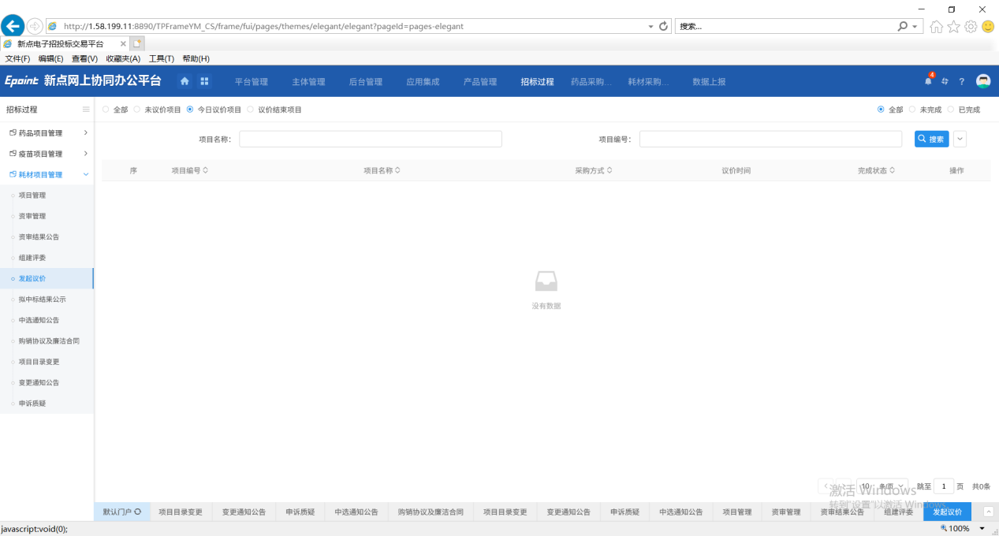 http://1.58.199.11:8890/TPFrameYM_CS/frame/fui/pages/themes/elegant/elegant?pageId=pages-elegant
搜索...
新点电子招投标交易平台
文件(F) 编辑(E) 查看(V) 收藏夹(A) 工具(T) 帮助(H)
Epoint 新点网上协同办公平台 平台管理 主体管理 后台管理 应用集成 产品管理 招标过程 药品采购... 耗材采购... 数据上报 4 ?
招标过程
全部 未议价项目 今日议价项目 议价结束项目 全部 未完成 已完成
药品项目管理
疫苗项目管理
耗材项目管理
项目管理
资审管理
资审结果公告
组建评委
发起议价
拟中标结果公示
中选通知公告
购销协议及廉洁合同
项目目录变更
变更通知公告
申诉质疑
项目名称: 项目编号: 搜索
序 项目编号 项目名称 采购方式 议价时间 完成状态 操作
没有数据
10 条/页 跳至 1 页 共0条
激活 Windows
转到"设置"以激活 Windows。
默认门户 项目目录变更 变更通知公告 申诉质疑 中选通知公告 购销协议及廉洁合同 项目目录变更 变更通知公告 申诉质疑 中选通知公告 项目管理 资审管理 资审结果公告 组建评委 发起议价
javascript:void(0);
100%